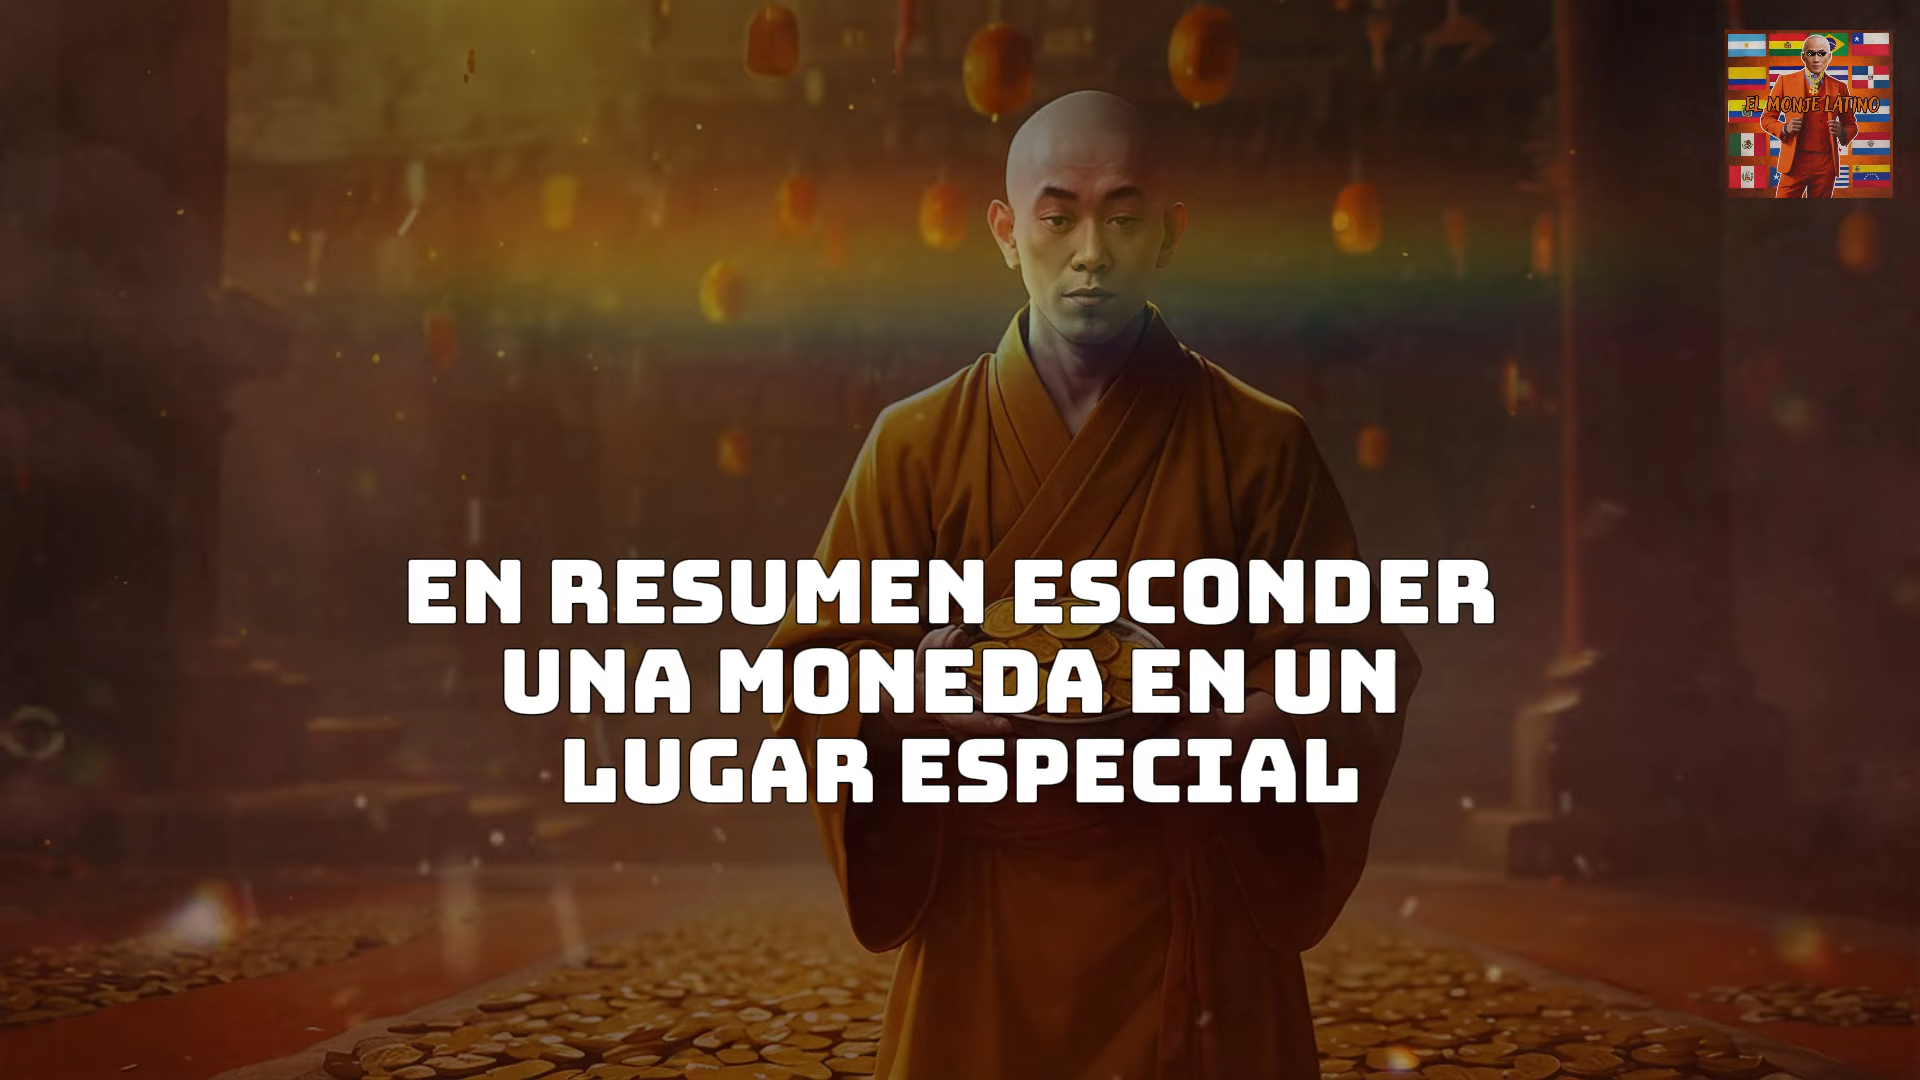 EL MONJE LATINO
EN RESUMEN ESCONDER
UNA MONEDA EN UN
LUGAR ESPECIAL